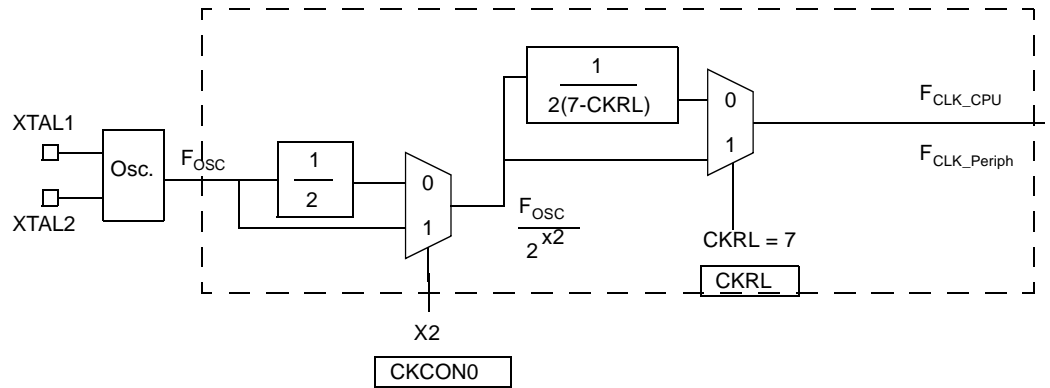 XTAL1
XTAL2
Osc.
F_OSC
1
2
0
1
X2
CKCON0
F_OSC
2^x2
1
2(7-CKRL)
0
1
CKRL = 7
CKRL
F_CLK_CPU
F_CLK_Periph